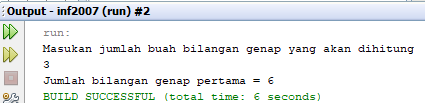 Output - inf2007 (run) #2
run:
Masukan jumlah buah bilangan genap yang akan dihitung
3
Jumlah bilangan genap pertama = 6
BUILD SUCCESSFUL (total time: 6 seconds)